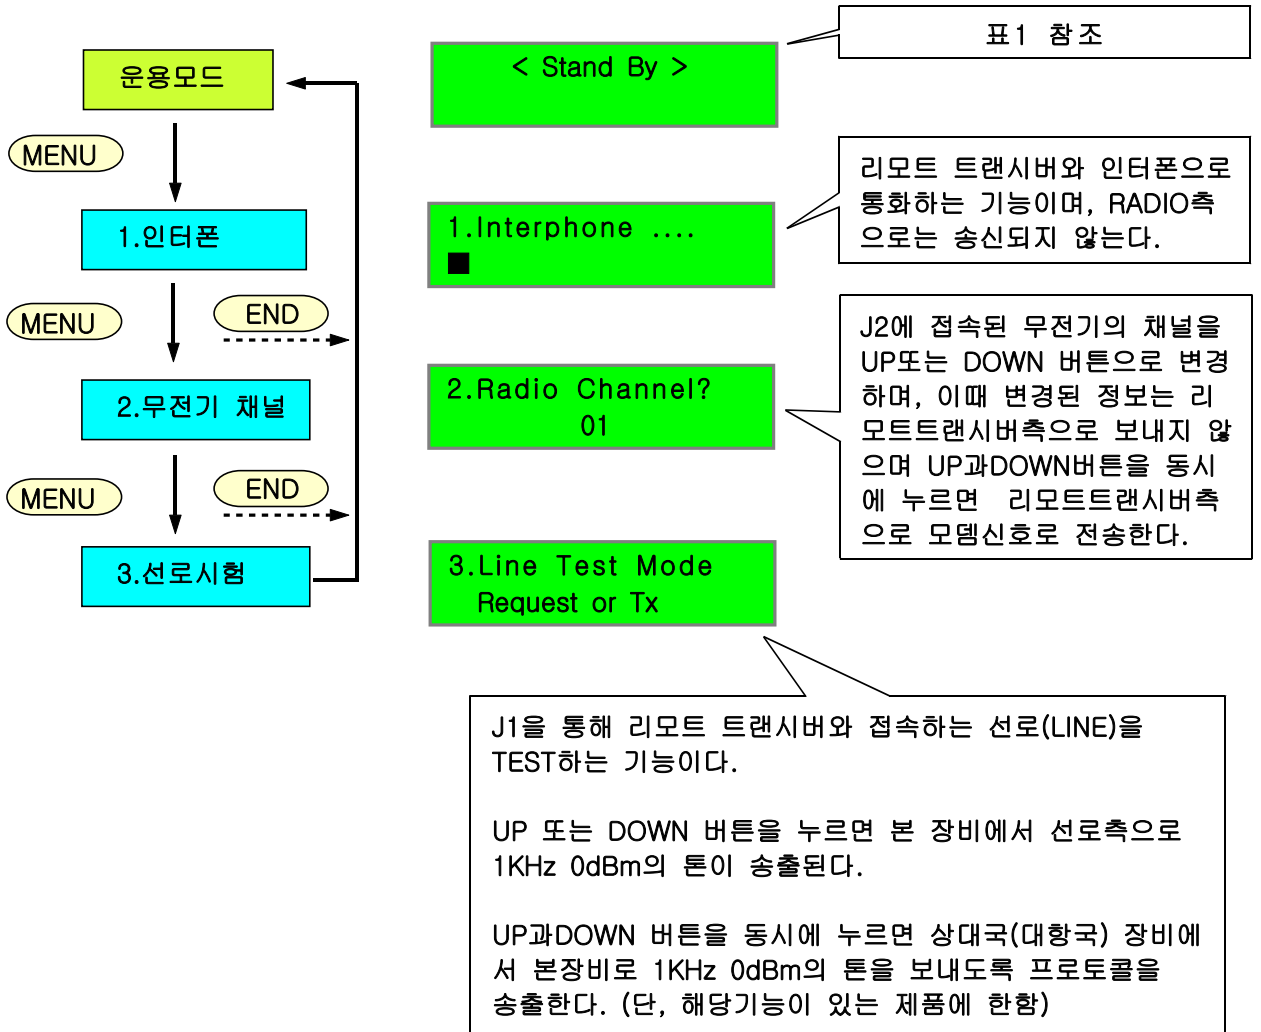 운용모드
MENU
1.인터폰
MENU
END
2.무전기 채널
MENU
END
3.선로시험
< Stand By >
표1 참조
1.Interphone ....
리모트 트랜시버와 인터폰으로
통화하는 기능이며, RADIO측
으로는 송신되지 않는다.
2.Radio Channel?
01
J2에 접속된 무전기의 채널을
UP또는 DOWN 버튼으로 변경
하며, 이때 변경된 정보는 리
모트트랜시버측으로 보내지 않
으며 UP과DOWN버튼을 동시
에 누르면 리모트트랜시버측
으로 모뎀신호로 전송한다.
3.Line Test Mode
Request or Tx
J1을 통해 리모트 트랜시버와 접속하는 선로(LINE)을
TEST하는 기능이다.
UP 또는 DOWN 버튼을 누르면 본 장비에서 선로측으로
1KHz 0dBm의 톤이 송출된다.
UP과DOWN 버튼을 동시에 누르면 상대국(대항국) 장비에
서 본장비로 1KHz 0dBm의 톤을 보내도록 프로토콜을
송출한다. (단, 해당기능이 있는 제품에 한함)